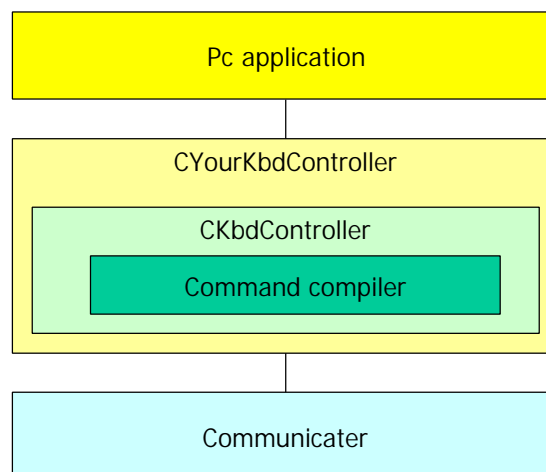 Pc application
CYourKbdController
CKbdController
Command compiler
Communicater